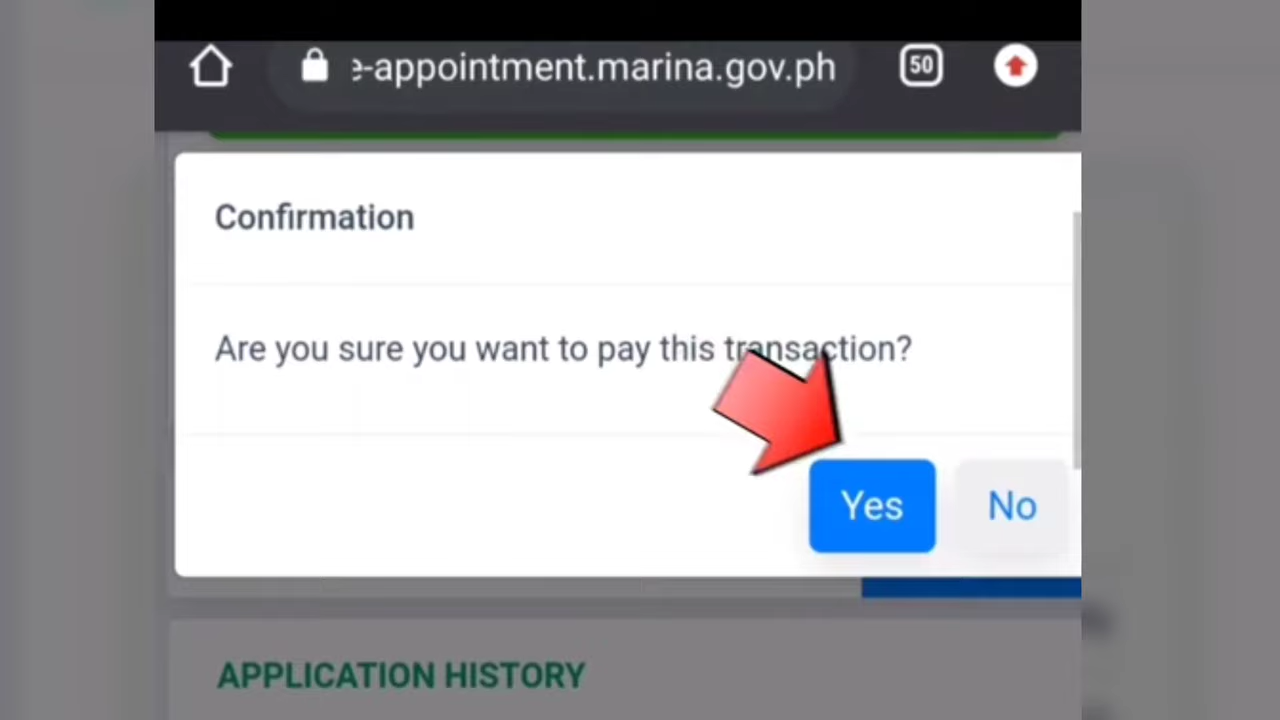 e-appointment.marina.gov.ph
50
Confirmation
Are you sure you want to pay this transaction?
Yes
No
APPLICATION HISTORY